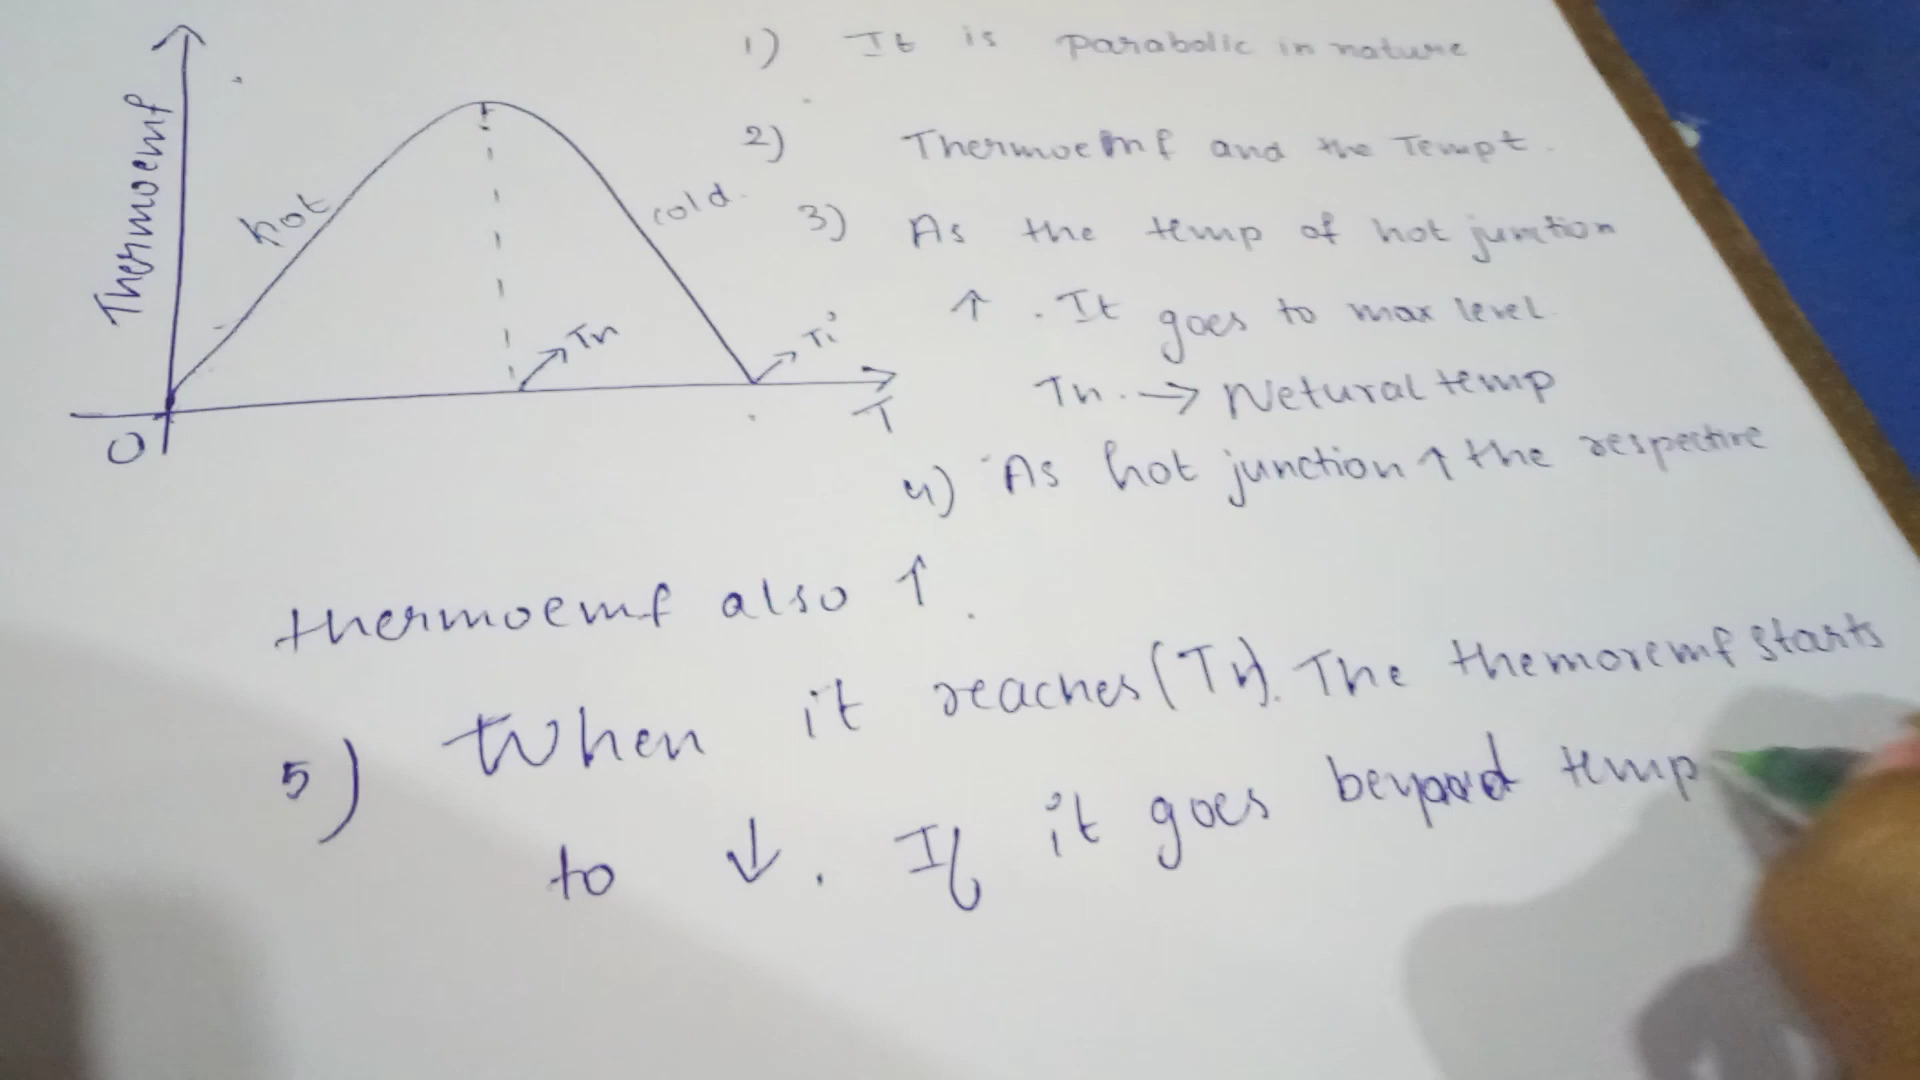 Thermoemf
hot
cold.
Tn
Ti
T
O
1) It is parabolic in nature
2) Thermoemf and the Tempt.
3) As the temp of hot junction
↑ . It goes to max level.
Tn. → Netural temp
4) As hot junction ↑ the respective
thermoemf also ↑.
5) When it reaches (Tn). The themoremf starts
to ↓. If it goes beyond temp